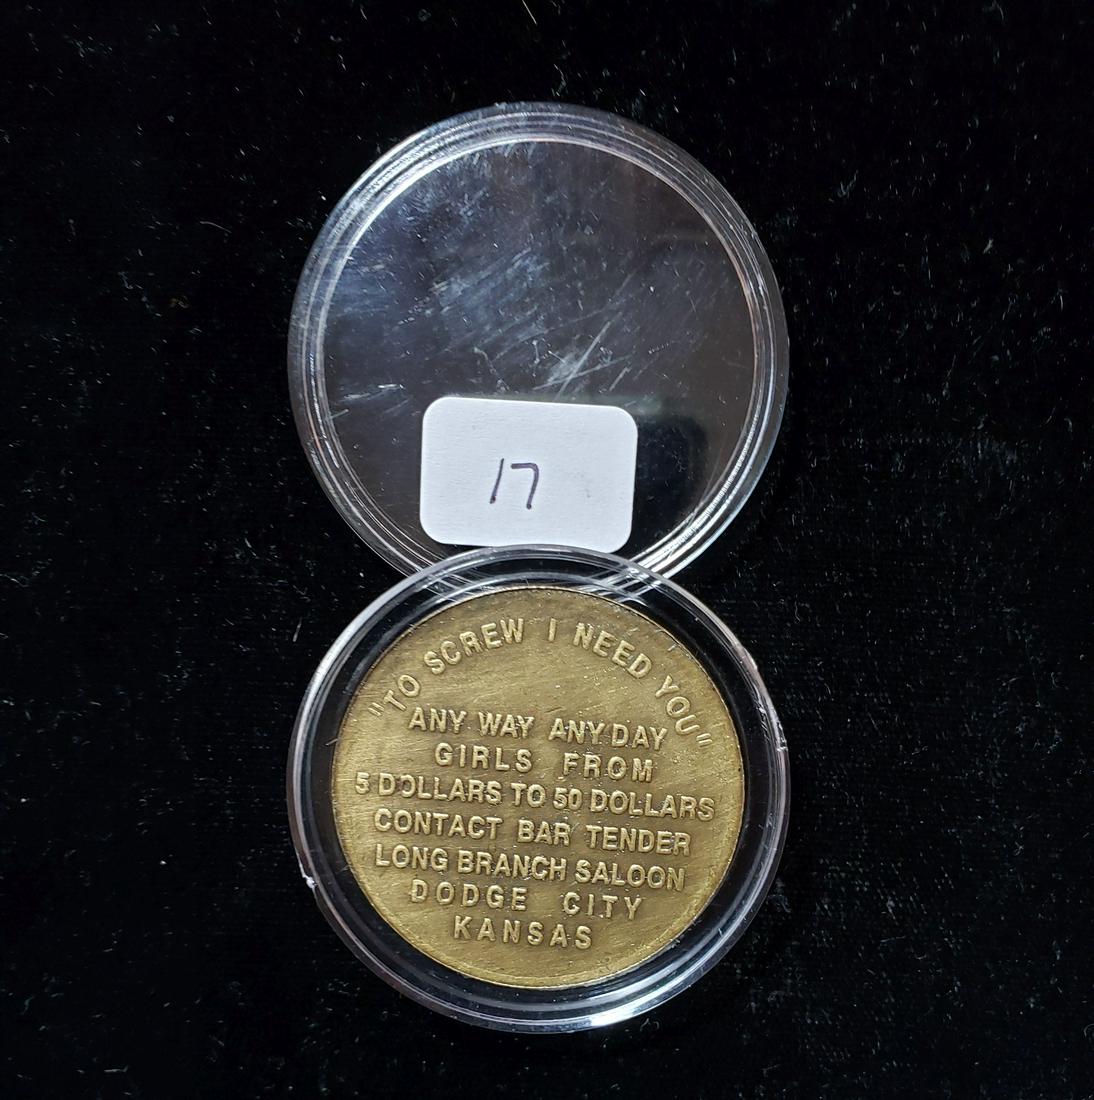 17
"TO SCREW I NEED YOU"
ANY WAY ANY DAY
GIRLS FROM
5 DOLLARS TO 50 DOLLARS
CONTACT BAR TENDER
LONG BRANCH SALOON
DODGE CITY
KANSAS